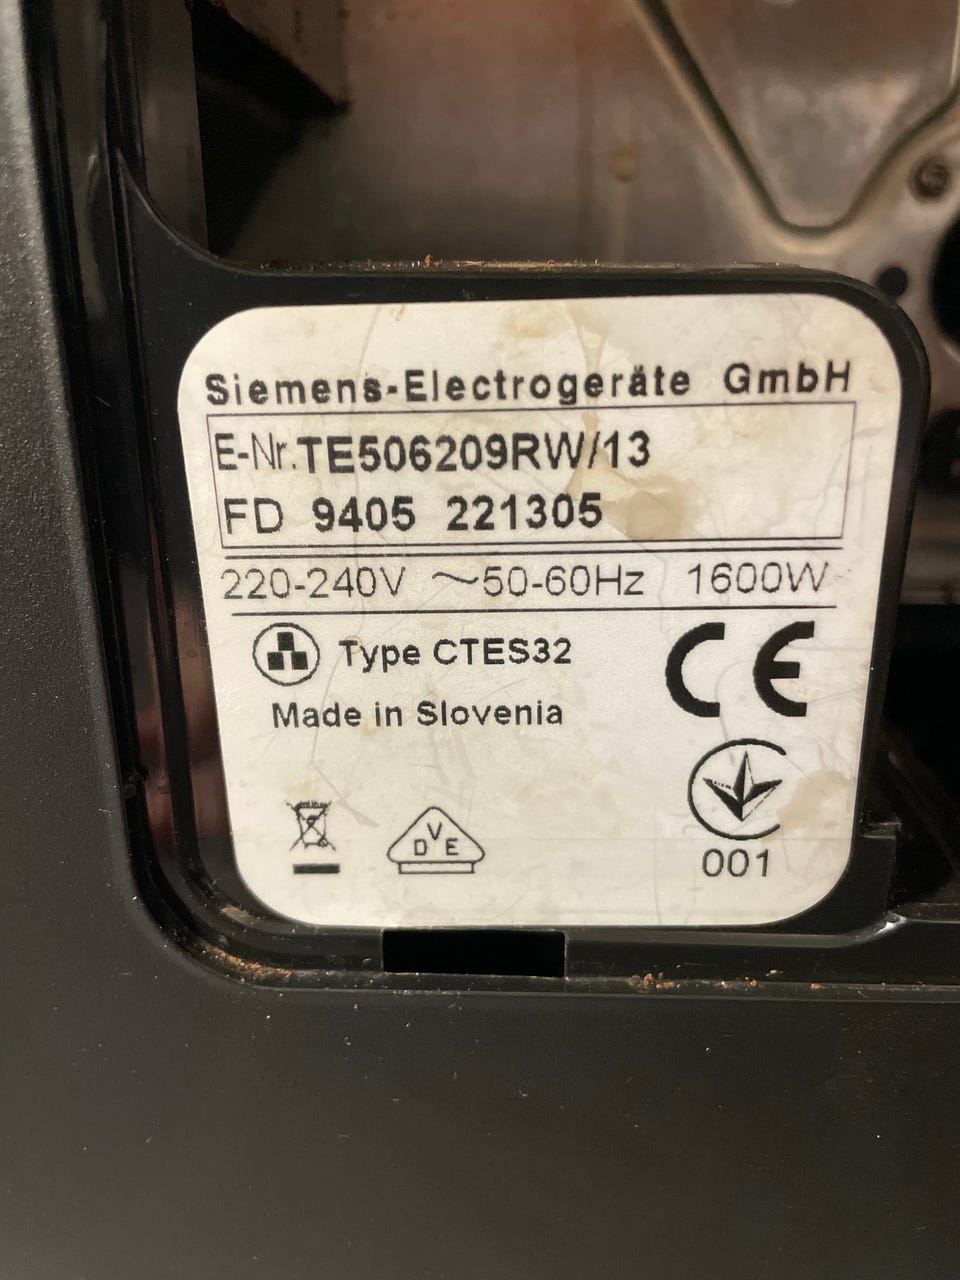 Siemens-Electrogeräte GmbH
E-Nr. TE506209RW/13
FD 9405 221305
220-240V ~50-60Hz 1600W
Type CTES32
CE
Made in Slovenia
DVE
001